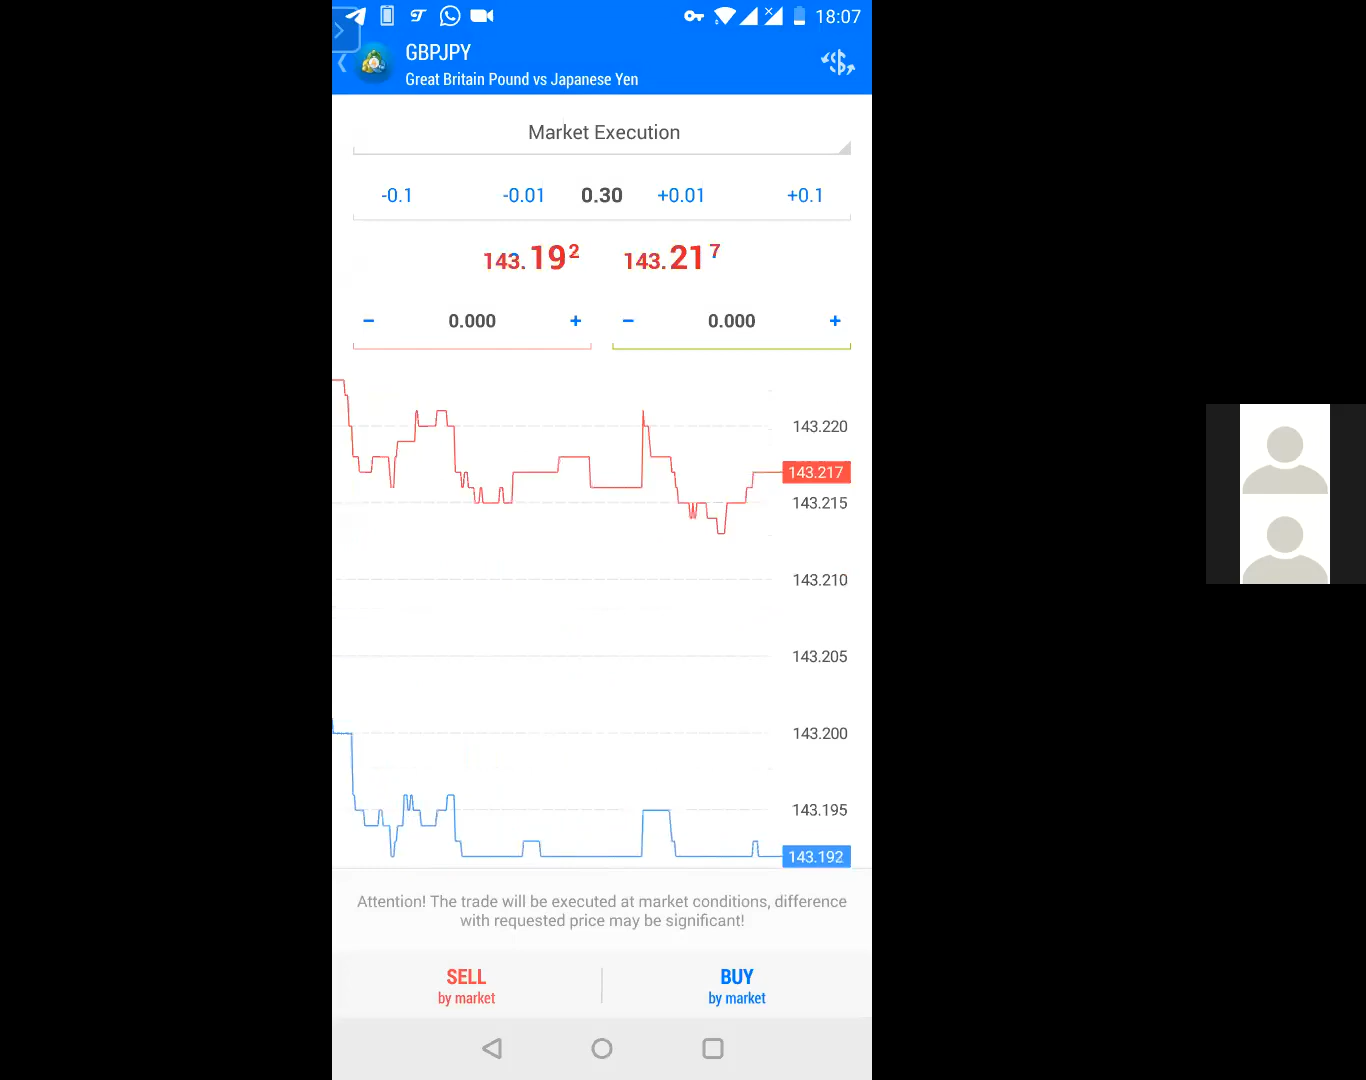 18:07
GBPJPY
Great Britain Pound vs Japanese Yen
Market Execution
-0.1 -0.01 0.30 +0.01 +0.1
143.192 143.217
− 0.000 + − 0.000 +
143.220
143.217
143.215
143.210
143.205
143.200
143.195
143.192
Attention! The trade will be executed at market conditions, difference
with requested price may be significant!
SELL BUY
by market by market